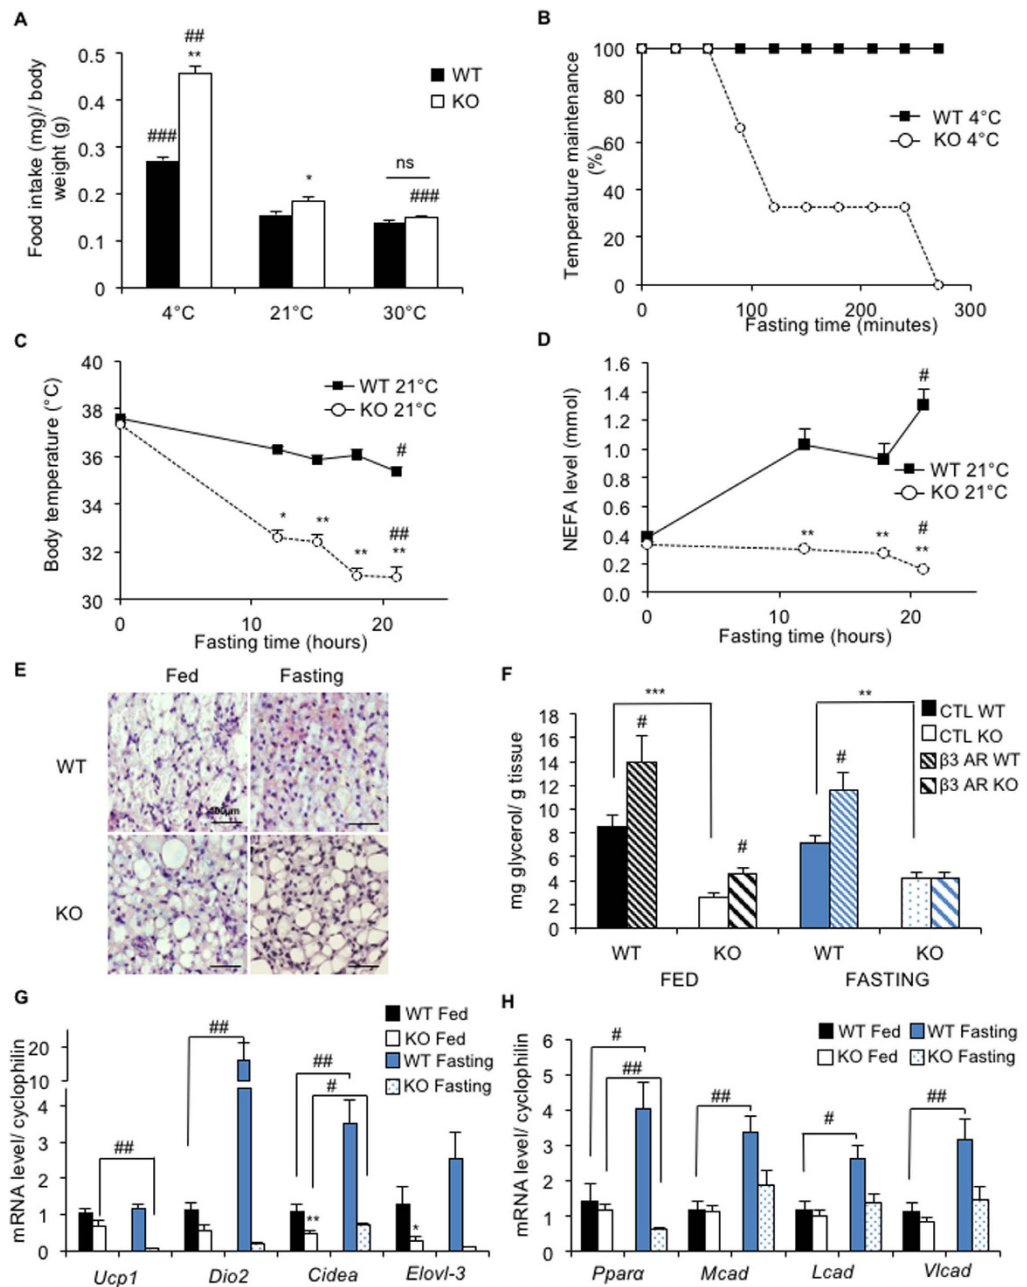 A
Food intake (mg)/ body
weight (g)
0.5
0.4
0.3
0.2
0.1
0
##
**
###
*
ns
###
WT
KO
4°C
21°C
30°C
B
Temperature maintenance
(%)
100
80
60
40
20
0
WT 4°C
KO 4°C
0
100
200
300
Fasting time (minutes)
C
Body temperature (°C)
40
38
36
34
32
30
WT 21°C
KO 21°C
#
*
**
**
##
**
0
10
20
Fasting time (hours)
D
NEFA level (mmol)
1.6
1.4
1.2
1.0
0.8
0.6
0.4
0.2
0.0
#
WT 21°C
KO 21°C
**
**
#
**
0
10
20
Fasting time (hours)
E
Fed
Fasting
WT
KO
F
mg glycerol/ g tissue
18
16
14
12
10
8
6
4
2
0
***
#
#
**
#
CTL WT
CTL KO
β3 AR WT
β3 AR KO
WT
KO
WT
KO
FED
FASTING
G
mRNA level/ cyclophilin
20
10
4
3
2
1
0
##
##
##
#
**
*
WT Fed
KO Fed
WT Fasting
KO Fasting
Ucp1
Dio2
Cidea
Elovl-3
H
mRNA level/ cyclophilin
6
5
4
3
2
1
0
#
##
##
#
##
WT Fed
WT Fasting
KO Fed
KO Fasting
Pparα
Mcad
Lcad
Vlcad